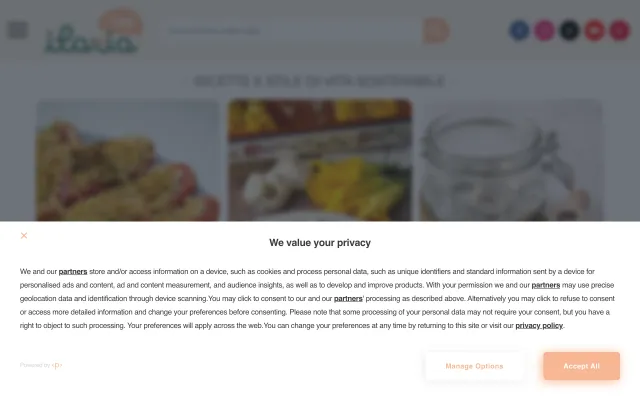 ilaria
RICETTE E STILE DI VITA SOSTENIBILE
×
We value your privacy
We and our partners store and/or access information on a device, such as cookies and process personal data, such as unique identifiers and standard information sent by a device for
personalised ads and content, ad and content measurement, and audience insights, as well as to develop and improve products. With your permission we and our partners may use precise
geolocation data and identification through device scanning.You may click to consent to our and our partners' processing as described above. Alternatively you may click to refuse to consent
or access more detailed information and change your preferences before consenting. Please note that some processing of your personal data may not require your consent, but you have a
right to object to such processing. Your preferences will apply across the web.You can change your preferences at any time by returning to this site or visit our privacy policy.
Powered by
Manage Options
Accept All